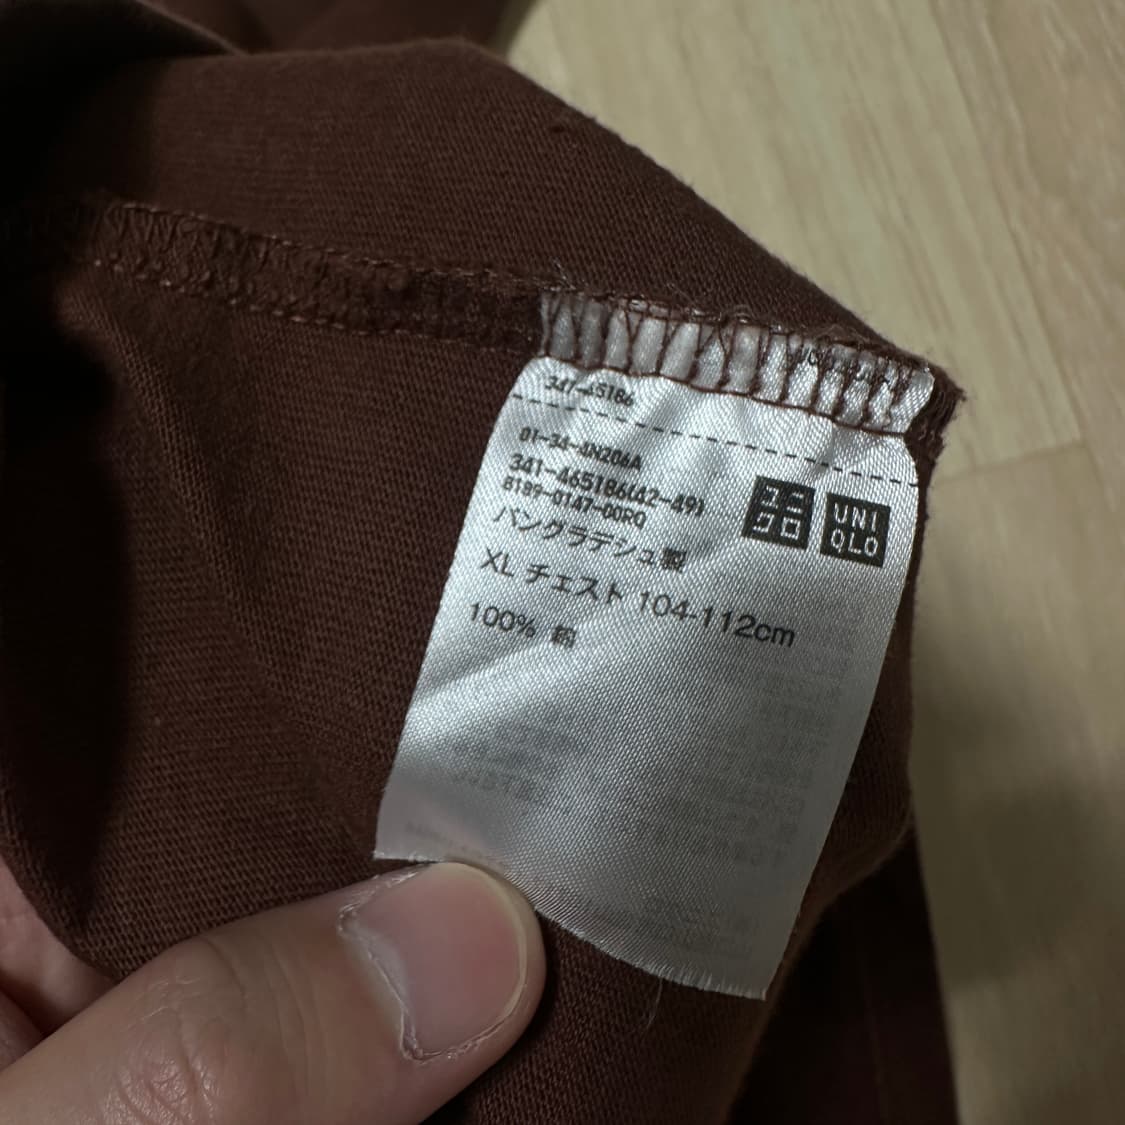 341-465186
01-34-4N206A
341-465186(42-49)
8189-0147-00RQ
バングラデシュ製
XL チェスト 104-112cm
100% 綿
ユニ
クロ
UNI
QLO